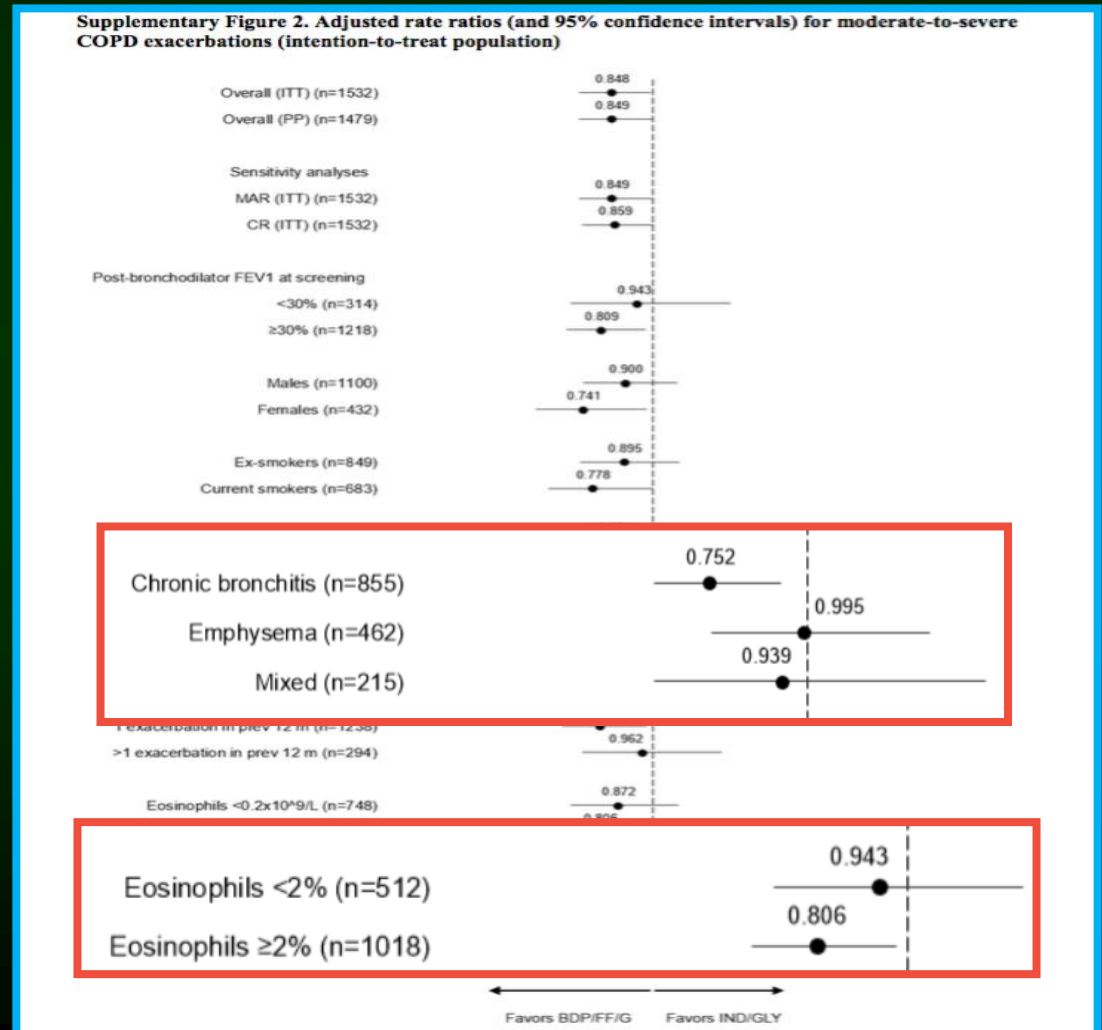 Supplementary Figure 2. Adjusted rate ratios (and 95% confidence intervals) for moderate-to-severe
COPD exacerbations (intention-to-treat population)
0.848
Overall (ITT) (n=1532)
0.849
Overall (PP) (n=1479)
Sensitivity analyses
0.849
MAR (ITT) (n=1532)
0.859
CR (ITT) (n=1532)
Post-bronchodilator FEV1 at screening
0.943
<30% (n=314)
0.809
≥30% (n=1218)
0.900
Males (n=1100)
0.741
Females (n=432)
0.895
Ex-smokers (n=849)
0.778
Current smokers (n=683)
0.752
Chronic bronchitis (n=855)
0.995
Emphysema (n=462)
0.939
Mixed (n=215)
1 exacerbation in prev 12 m (n=1238)
0.962
>1 exacerbation in prev 12 m (n=294)
0.872
Eosinophils <0.2x10^9/L (n=748)
0.943
Eosinophils <2% (n=512)
0.806
Eosinophils ≥2% (n=1018)
Favors BDP/FF/G Favors IND/GLY